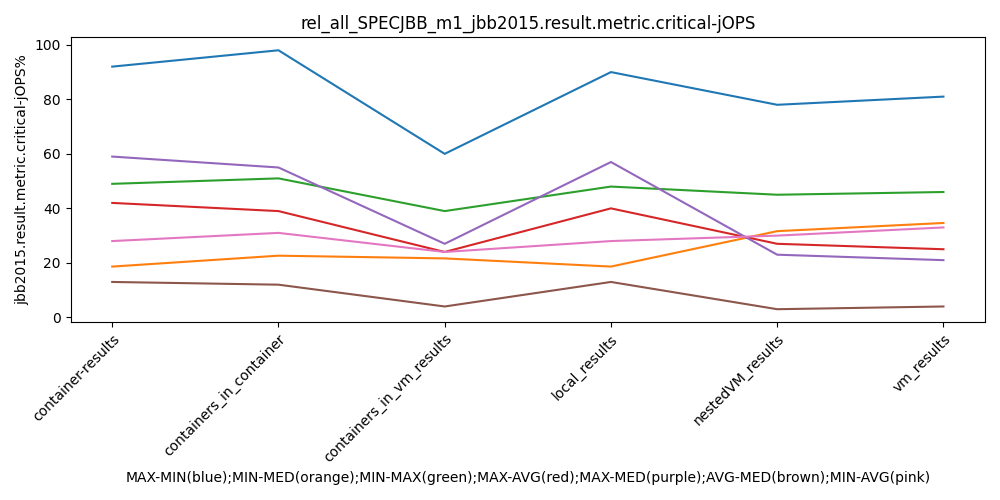 rel_all_SPECJBB_m1_jbb2015.result.metric.critical-jOPS
jbb2015.result.metric.critical-jOPS%
100
80
60
40
20
0
container-results
containers_in_container
containers_in_vm_results
local_results
nestedVM_results
vm_results
MAX-MIN(blue);MIN-MED(orange);MIN-MAX(green);MAX-AVG(red);MAX-MED(purple);AVG-MED(brown);MIN-AVG(pink)